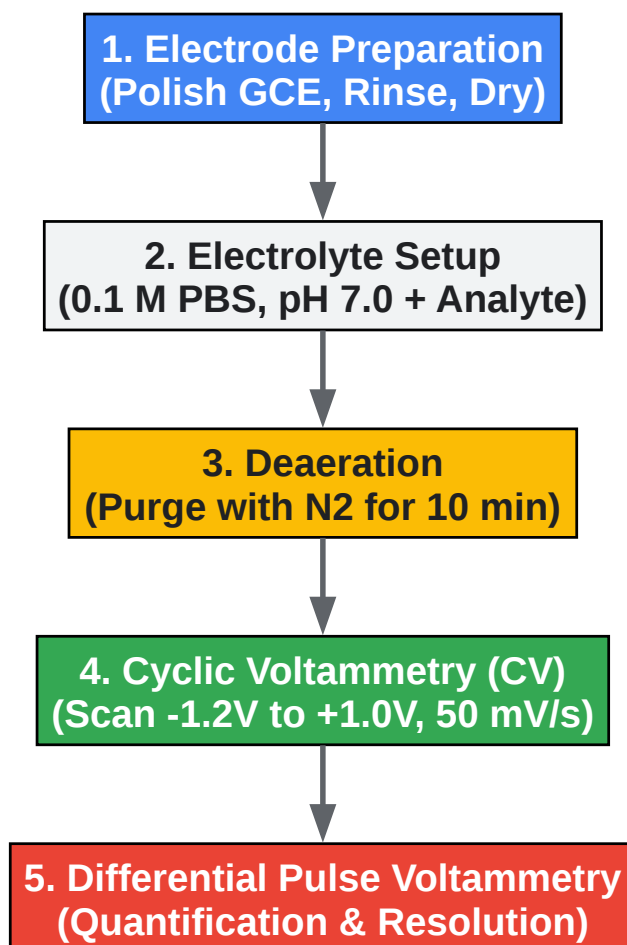 1. Electrode Preparation
(Polish GCE, Rinse, Dry)
2. Electrolyte Setup
(0.1 M PBS, pH 7.0 + Analyte)
3. Deaeration
(Purge with N2 for 10 min)
4. Cyclic Voltammetry (CV)
(Scan -1.2V to +1.0V, 50 mV/s)
5. Differential Pulse Voltammetry
(Quantification & Resolution)